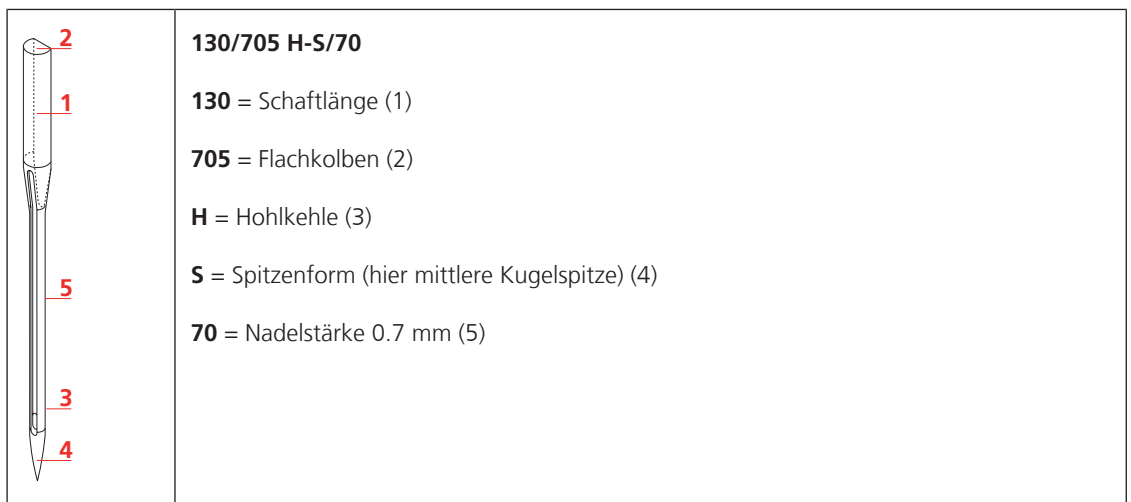 2
1
5
3
4
130/705 H-S/70
130 = Schaftlänge (1)
705 = Flachkolben (2)
H = Hohlkehle (3)
S = Spitzenform (hier mittlere Kugelspitze) (4)
70 = Nadelstärke 0.7 mm (5)